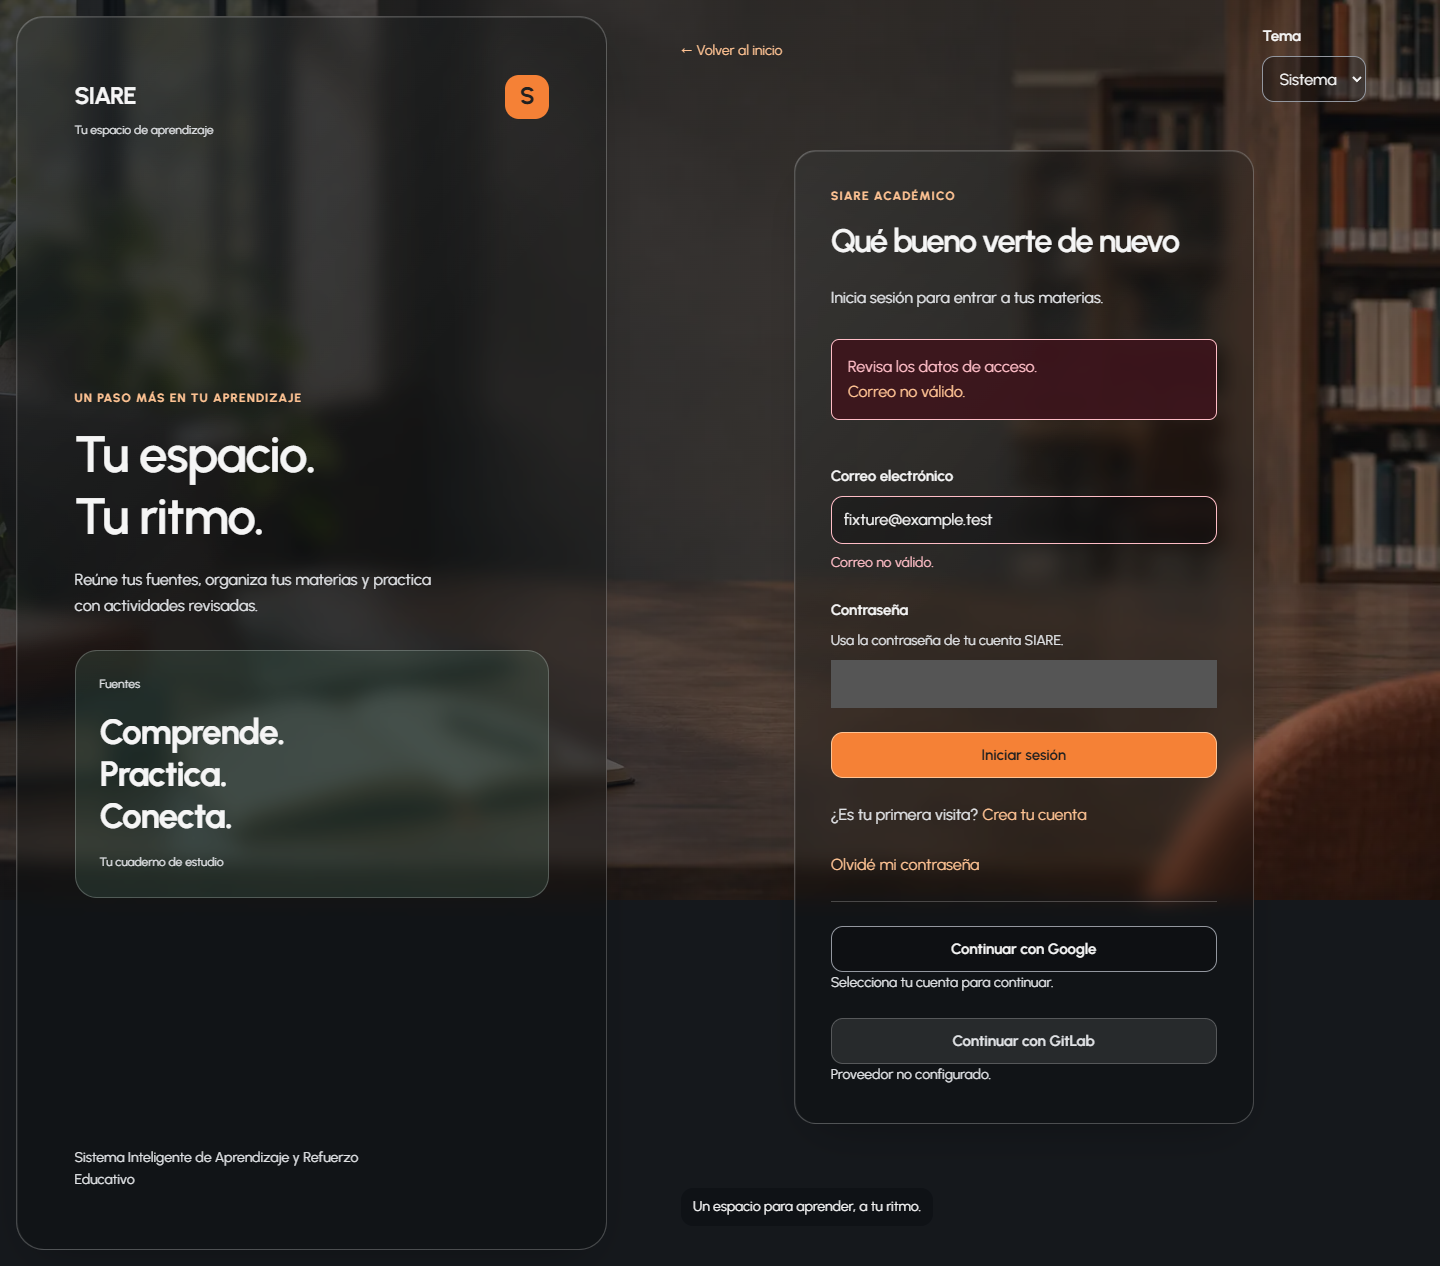 SIARE
S
Tu espacio de aprendizaje
UN PASO MÁS EN TU APRENDIZAJE
Tu espacio.
Tu ritmo.
Reúne tus fuentes, organiza tus materias y practica
con actividades revisadas.
Fuentes
Comprende.
Practica.
Conecta.
Tu cuaderno de estudio
Sistema Inteligente de Aprendizaje y Refuerzo
Educativo
← Volver al inicio
Tema
Sistema
SIARE ACADÉMICO
Qué bueno verte de nuevo
Inicia sesión para entrar a tus materias.
Revisa los datos de acceso.
Correo no válido.
Correo electrónico
fixture@example.test
Correo no válido.
Contraseña
Usa la contraseña de tu cuenta SIARE.
Iniciar sesión
¿Es tu primera visita? Crea tu cuenta
Olvidé mi contraseña
Continuar con Google
Selecciona tu cuenta para continuar.
Continuar con GitLab
Proveedor no configurado.
Un espacio para aprender, a tu ritmo.